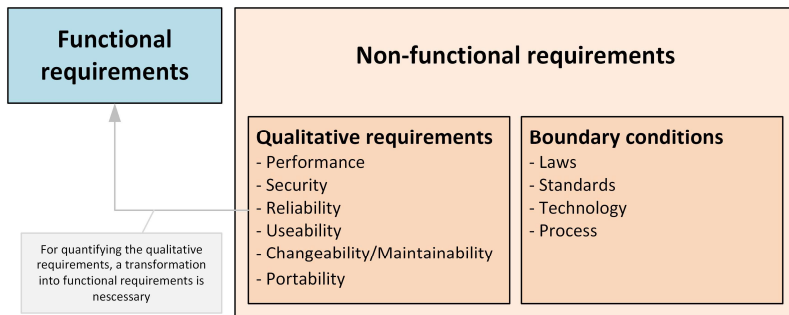 Functional
requirements
Non-functional requirements
Qualitative requirements
- Performance
- Security
- Reliability
- Useability
- Changeability/Maintainability
- Portability
Boundary conditions
- Laws
- Standards
- Technology
- Process
For quantifying the qualitative
requirements, a transformation
into functional requirements is
nescessary